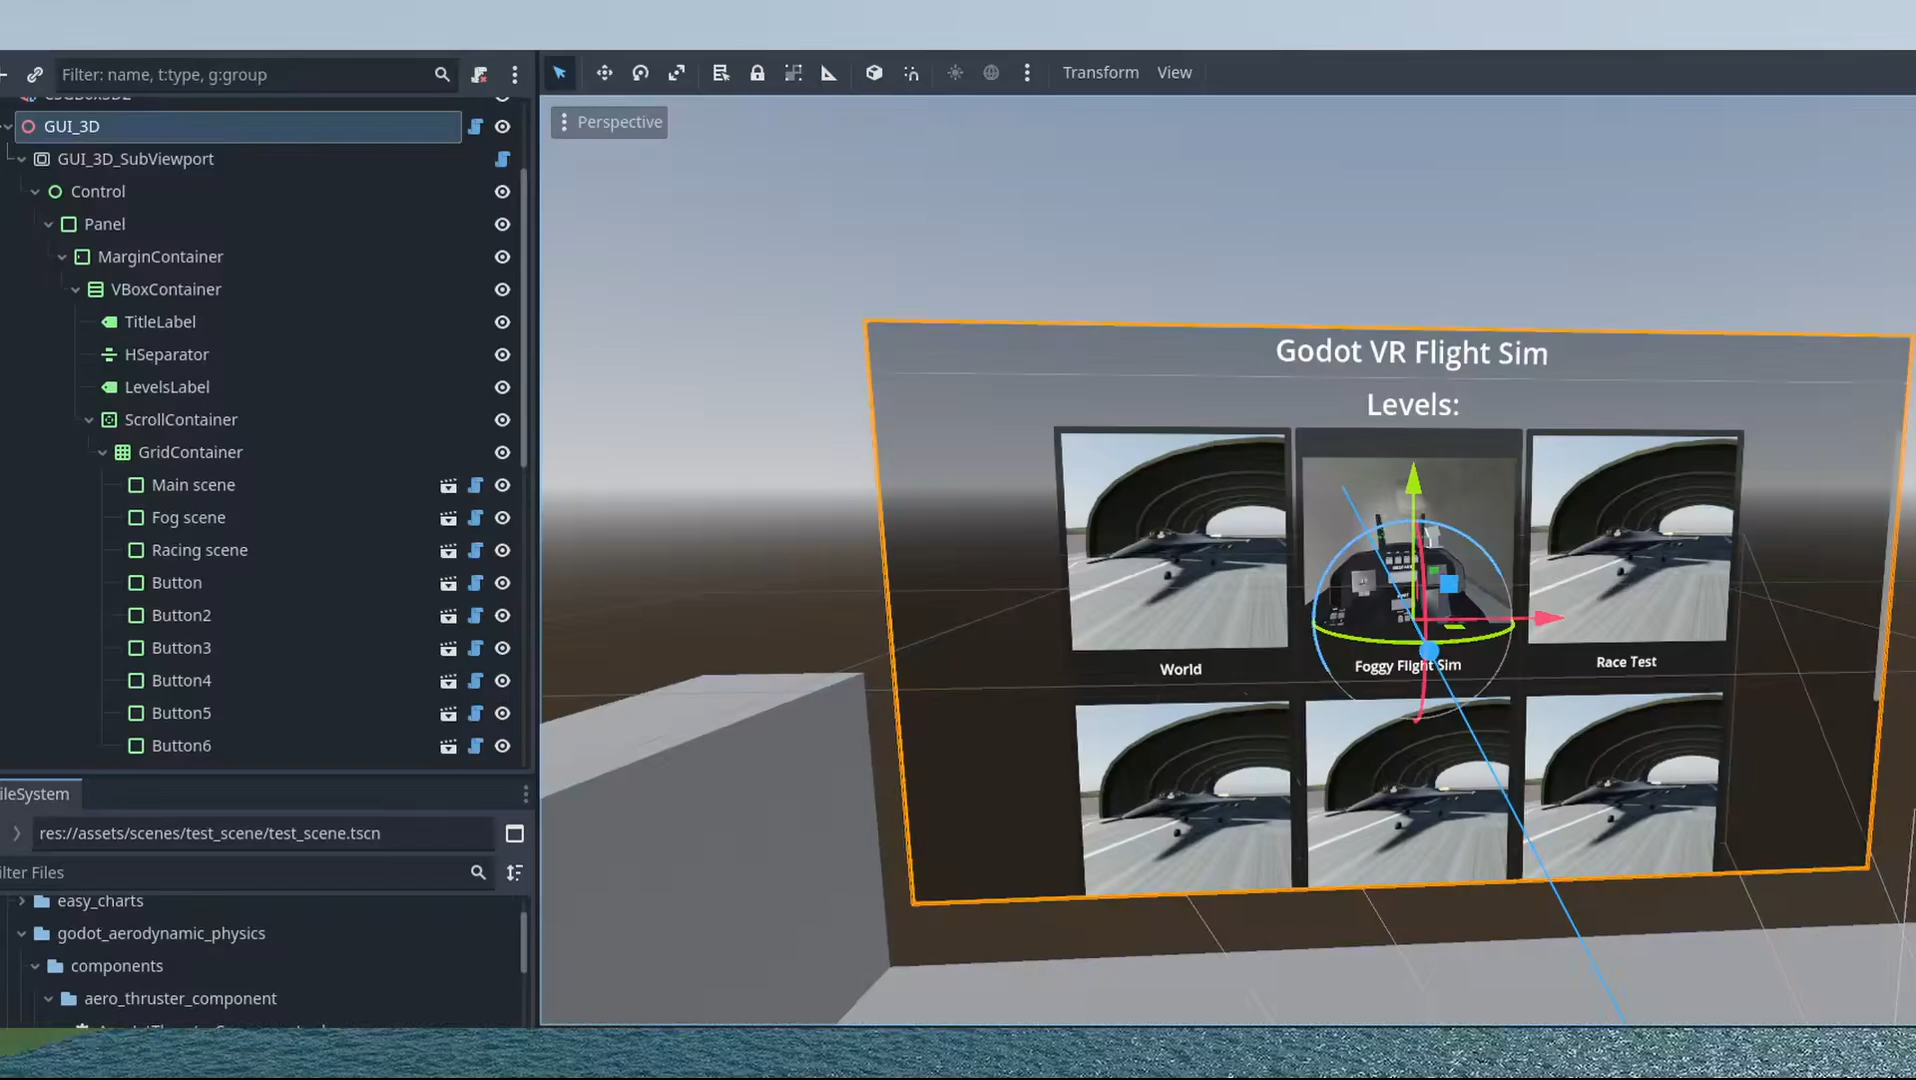 Filter: name, t:type, g:group
Transform View
GUI_3D
Perspective
GUI_3D_SubViewport
Control
Panel
MarginContainer
VBoxContainer
TitleLabel
HSeparator
LevelsLabel
ScrollContainer
GridContainer
Main scene
Fog scene
Racing scene
Button
Button2
Button3
Button4
Button5
Button6
Godot VR Flight Sim
Levels:
World
Foggy Flight Sim
Race Test
ileSystem
res://assets/scenes/test_scene/test_scene.tscn
ilter Files
easy_charts
godot_aerodynamic_physics
components
aero_thruster_component